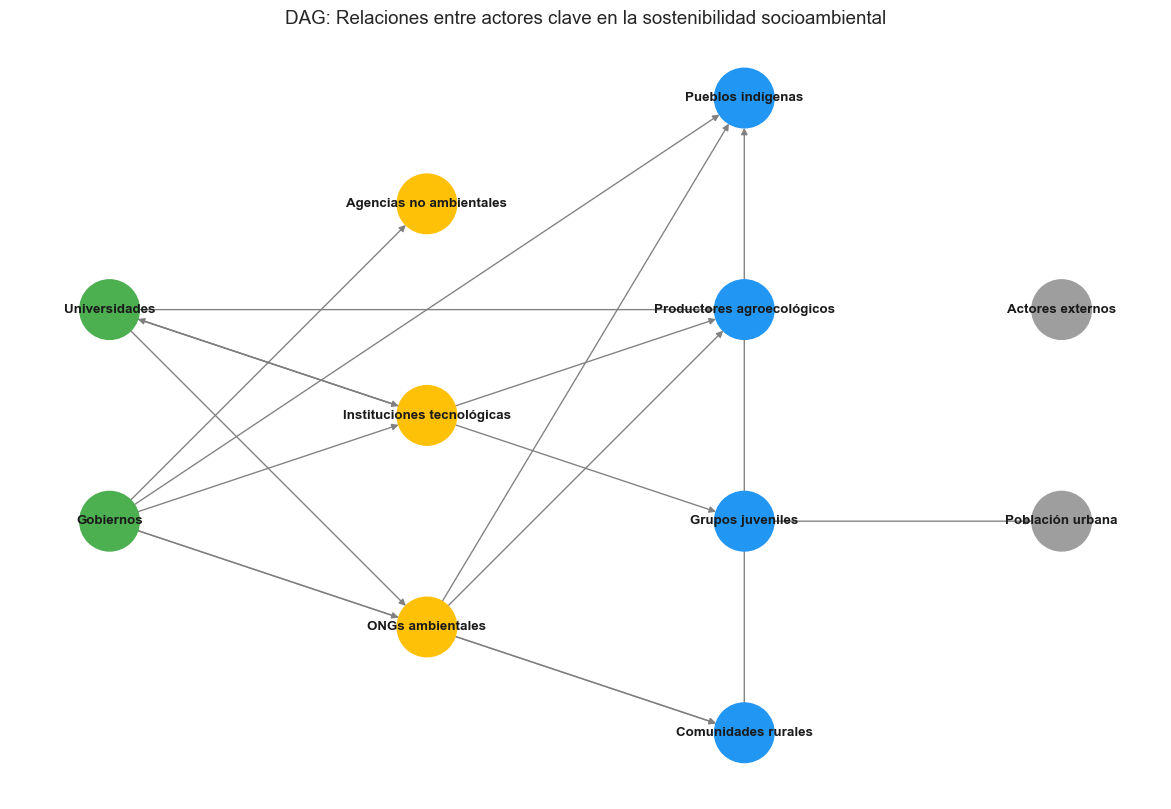 DAG: Relaciones entre actores clave en la sostenibilidad socioambiental
Pueblos indígenas
Agencias no ambientales
Universidades
Productores agroecológicos
Actores externos
Instituciones tecnológicas
Gobiernos
Grupos juveniles
Población urbana
ONGs ambientales
Comunidades rurales